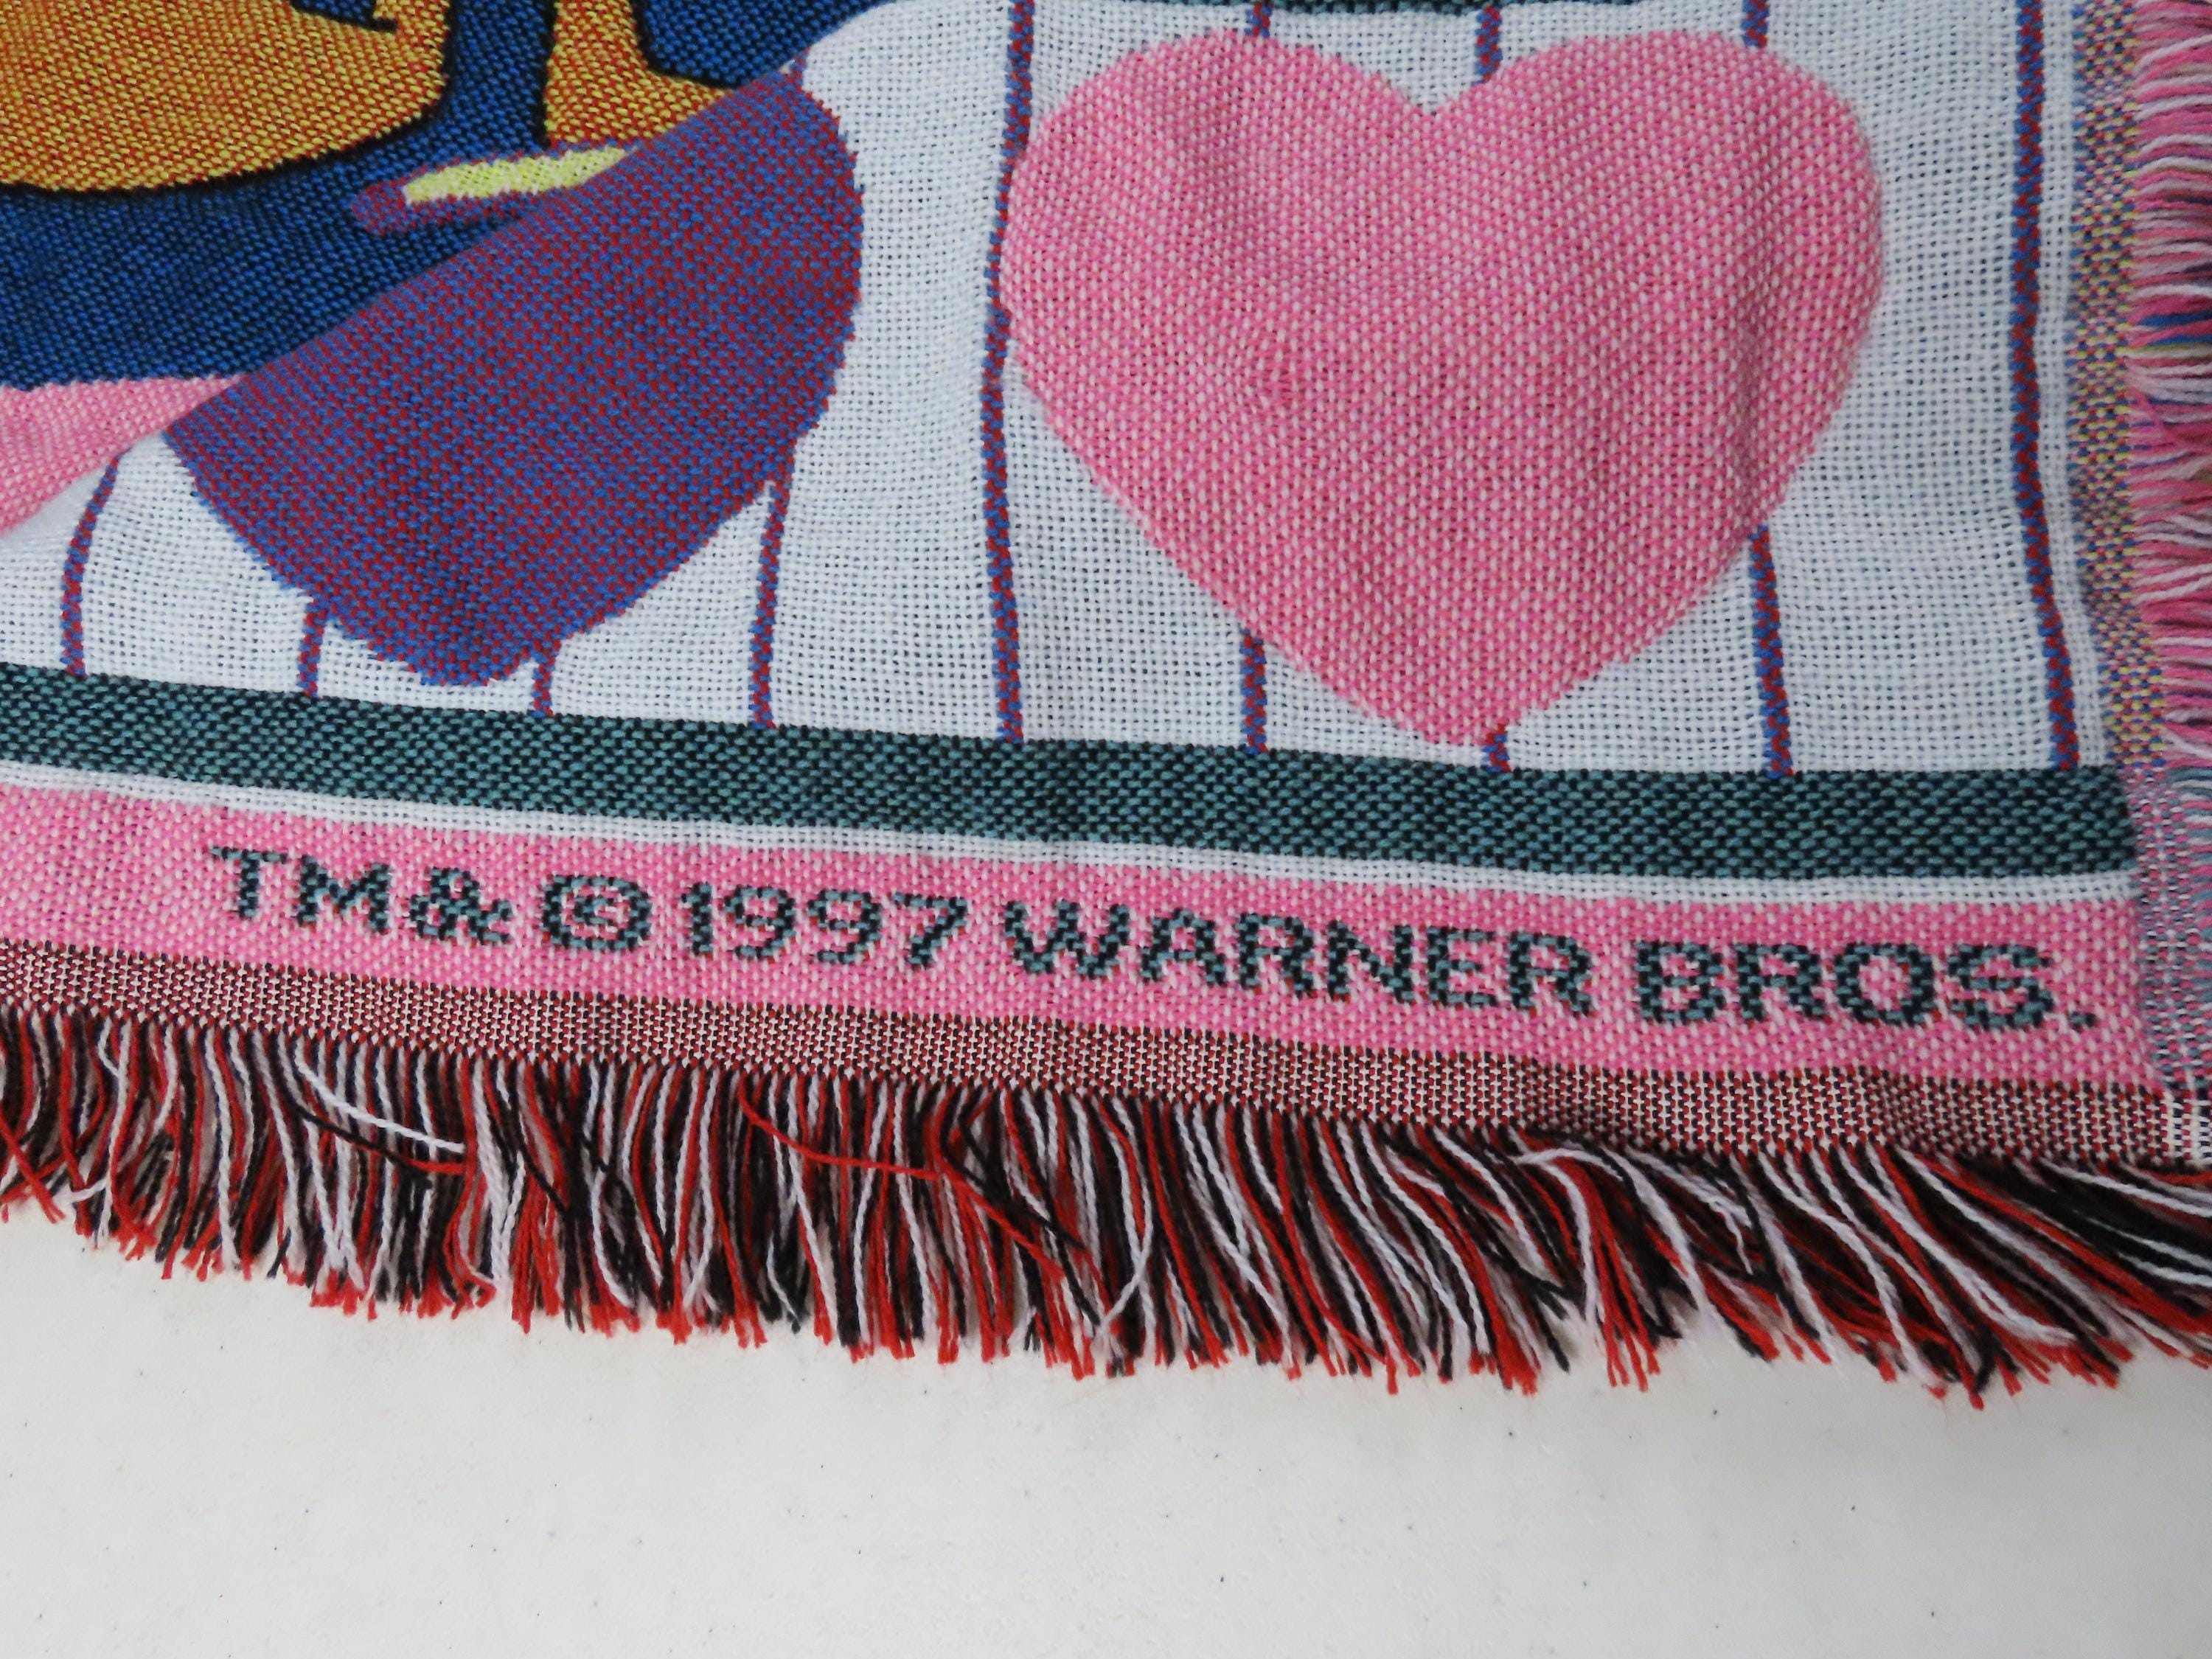 TM & © 1997 WARNER BROS.